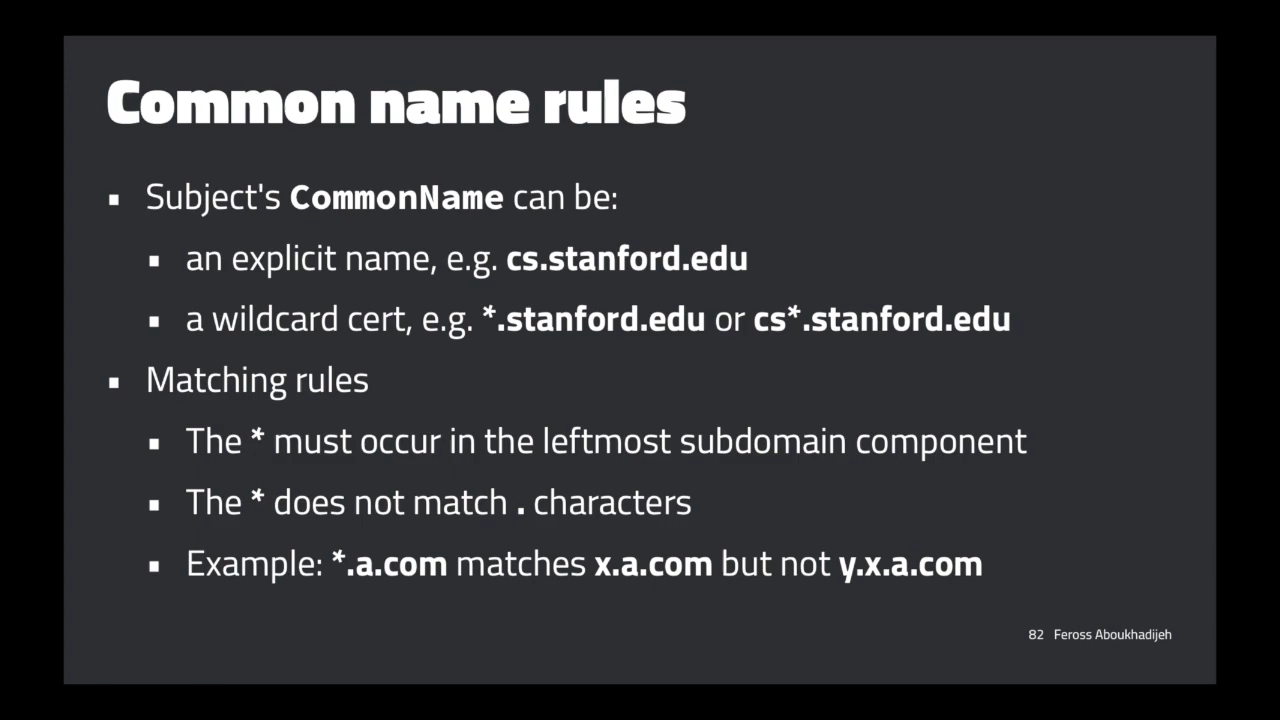 Common name rules
▪ Subject's CommonName can be:
▪ an explicit name, e.g. cs.stanford.edu
▪ a wildcard cert, e.g. *.stanford.edu or cs*.stanford.edu
▪ Matching rules
▪ The * must occur in the leftmost subdomain component
▪ The * does not match . characters
▪ Example: *.a.com matches x.a.com but not y.x.a.com
82 Feross Aboukhadijeh